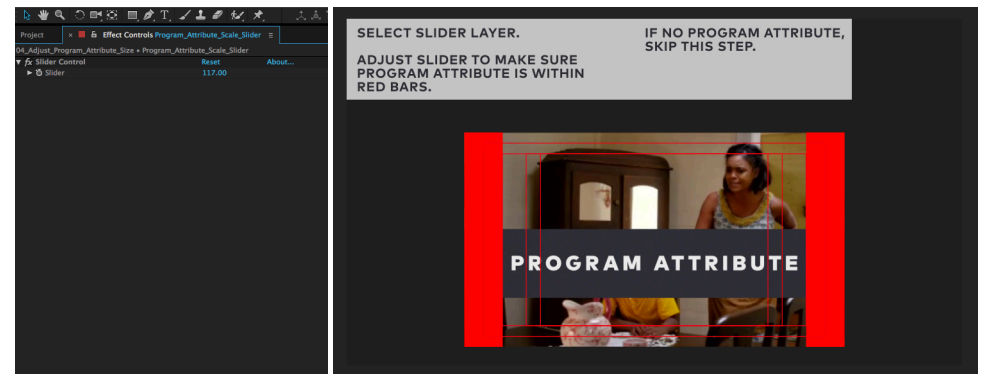 Project
× Effect Controls Program_Attribute_Scale_Slider ≡
04_Adjust_Program_Attribute_Size • Program_Attribute_Scale_Slider
fx Slider Control Reset About...
Slider 117.00
SELECT SLIDER LAYER.
ADJUST SLIDER TO MAKE SURE
PROGRAM ATTRIBUTE IS WITHIN
RED BARS.
IF NO PROGRAM ATTRIBUTE,
SKIP THIS STEP.
PROGRAM ATTRIBUTE